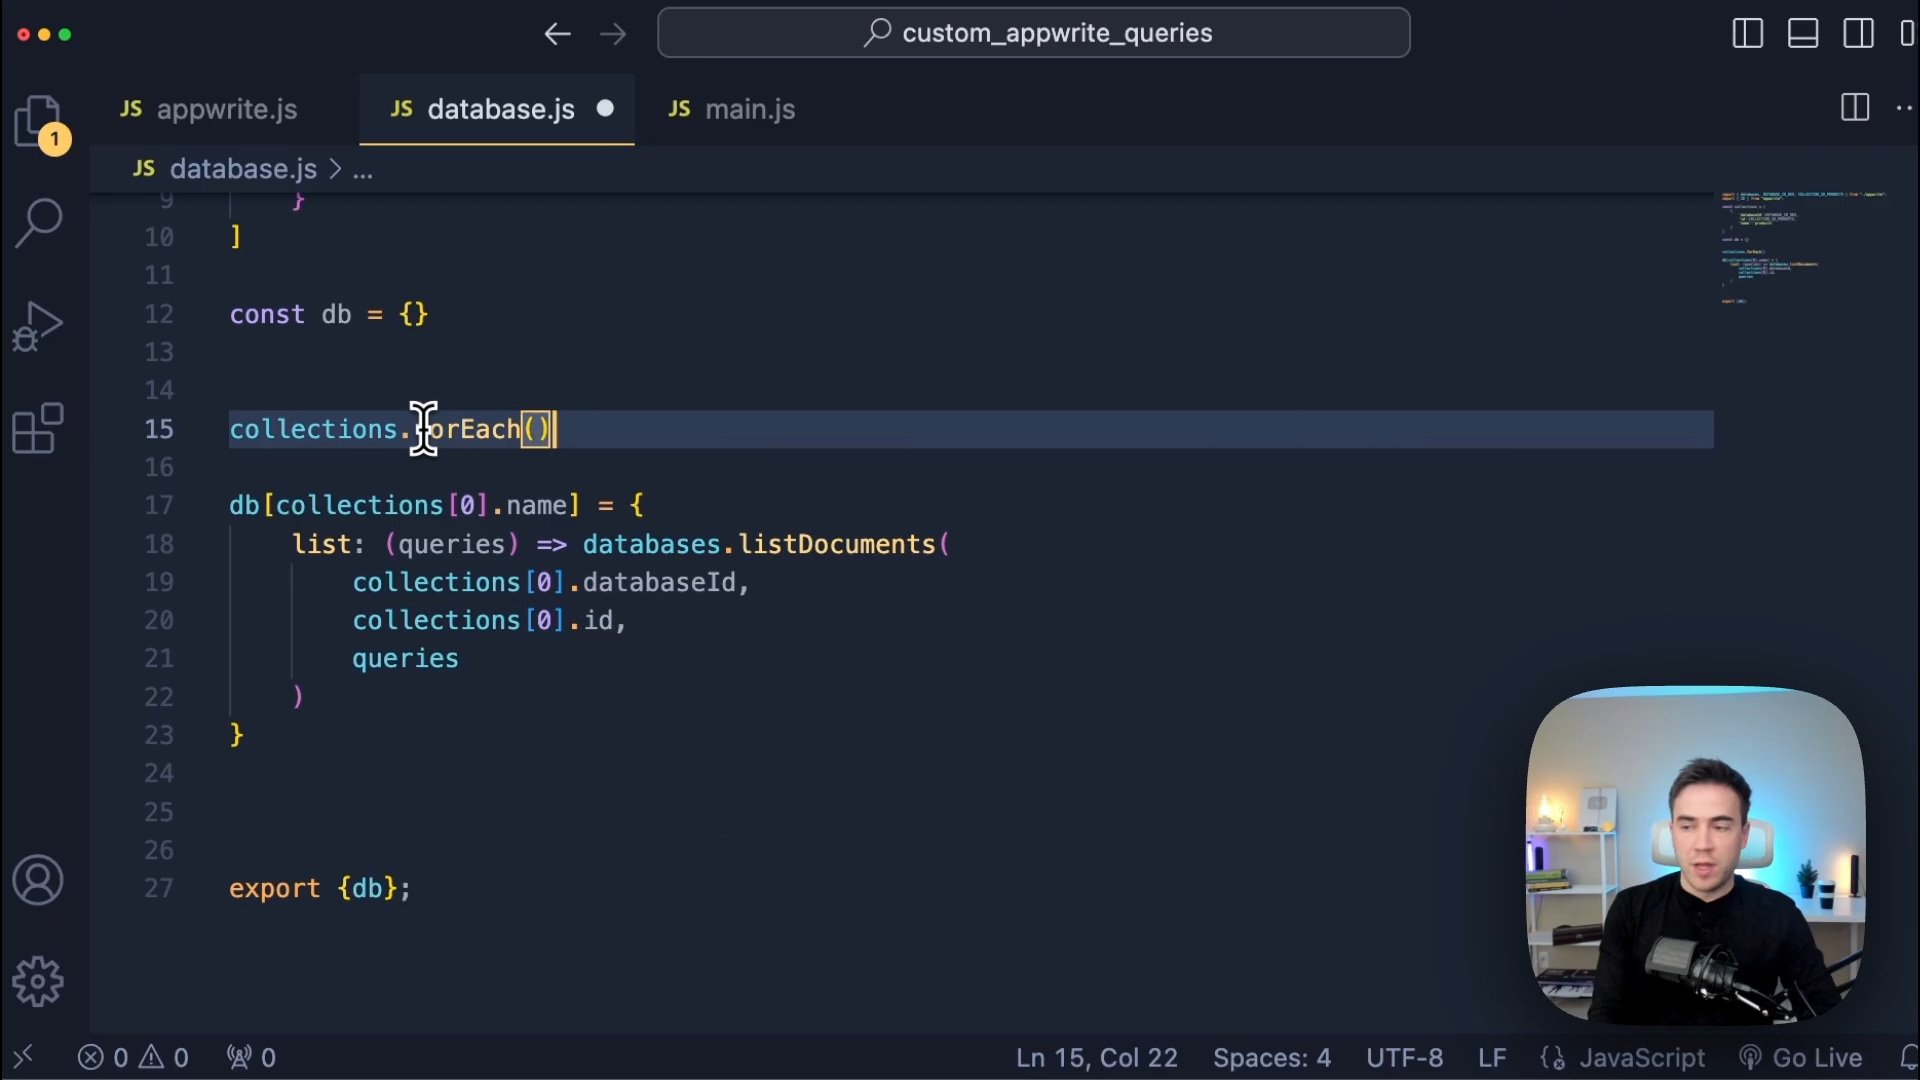 custom_appwrite_queries
JS appwrite.js
JS database.js
JS main.js
1
JS database.js > ...
9 }
10 ]
11
12 const db = {}
13
14
15 collections.forEach()
16
17 db[collections[0].name] = {
18 list: (queries) => databases.listDocuments(
19 collections[0].databaseId,
20 collections[0].id,
21 queries
22 )
23 }
24
25
26
27 export {db};
0 0 0 Ln 15, Col 22 Spaces: 4 UTF-8 LF JavaScript Go Live